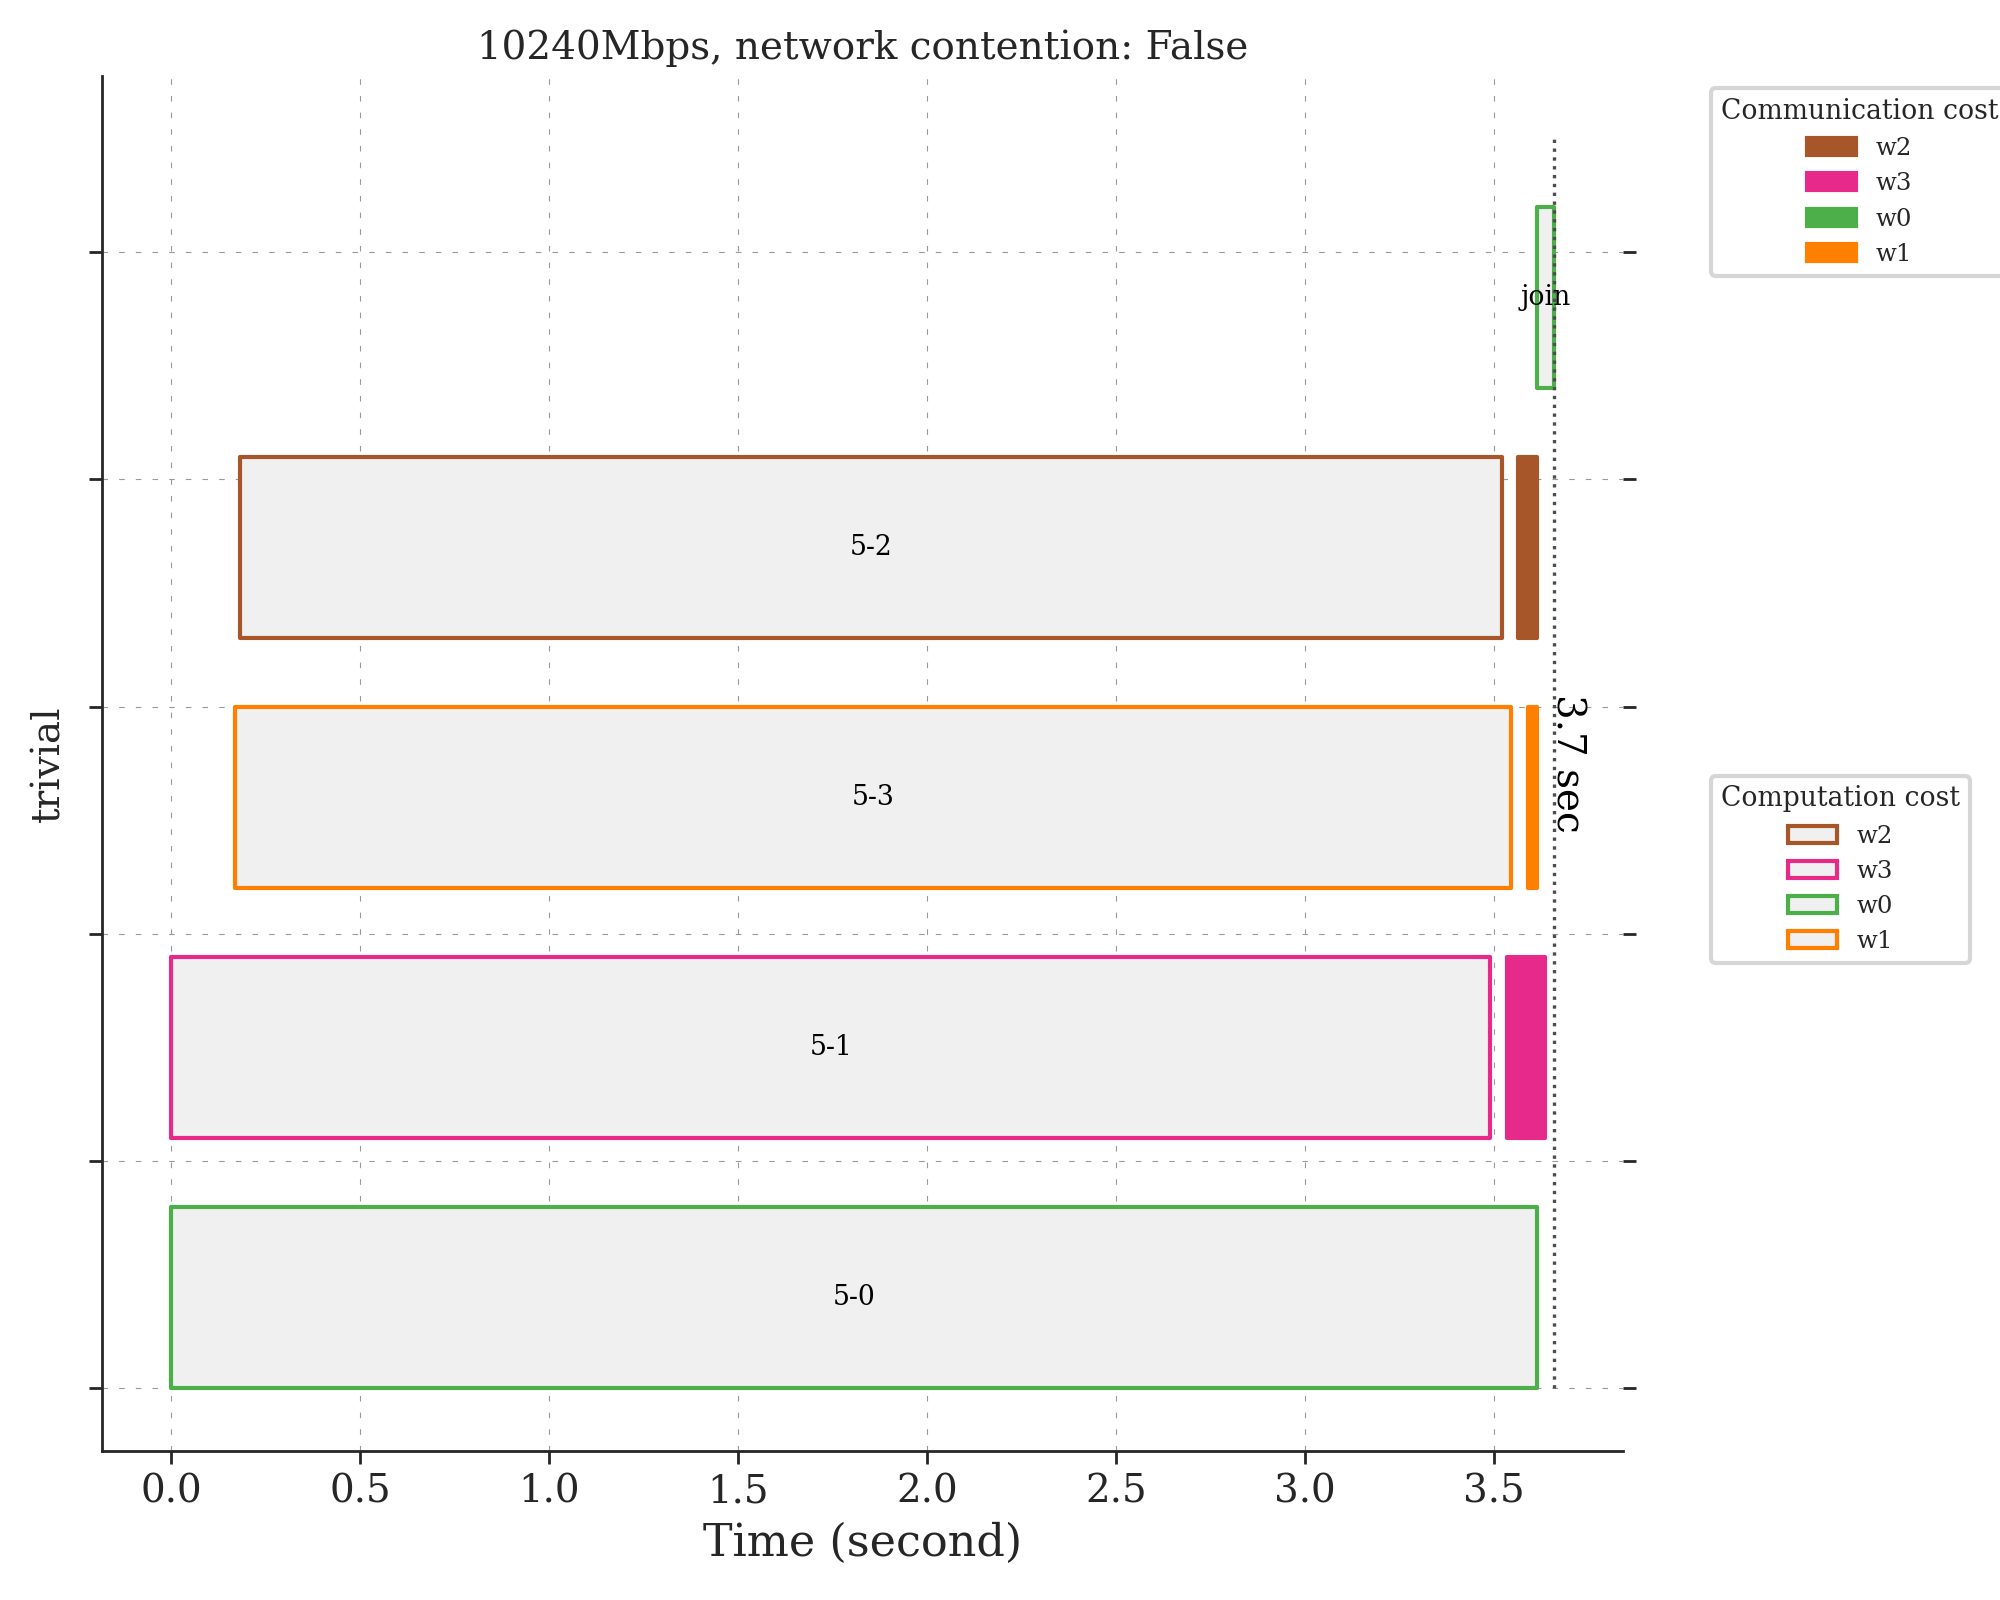 10240Mbps, network contention: False
Communication cost
w2
w3
w0
w1
join
5-2
3.7 sec
5-3
trivial
Computation cost
w2
w3
w0
w1
5-1
5-0
0.0 0.5 1.0 1.5 2.0 2.5 3.0 3.5
Time (second)